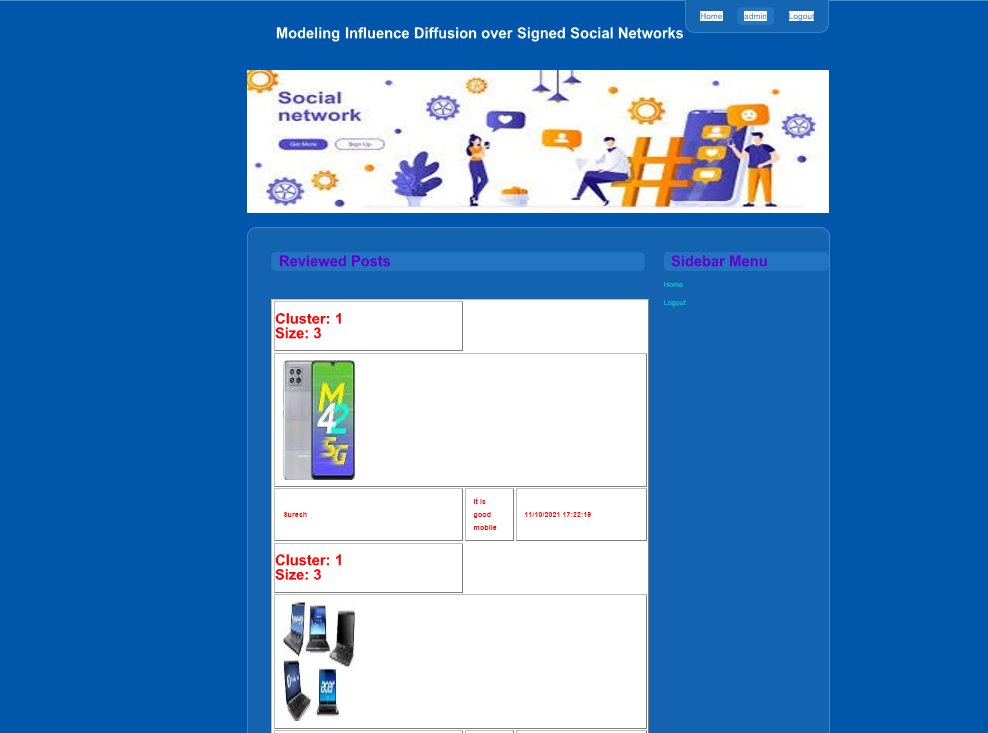 Home
admin
Logout
Modeling Influence Diffusion over Signed Social Networks
Social
network
Get More
Sign Up
Reviewed Posts
Sidebar Menu
Home
Logout
Cluster: 1
Size: 3
M
42
5G
Suresh
It is
good
mobile
11/10/2021 17:22:19
Cluster: 1
Size: 3
acer